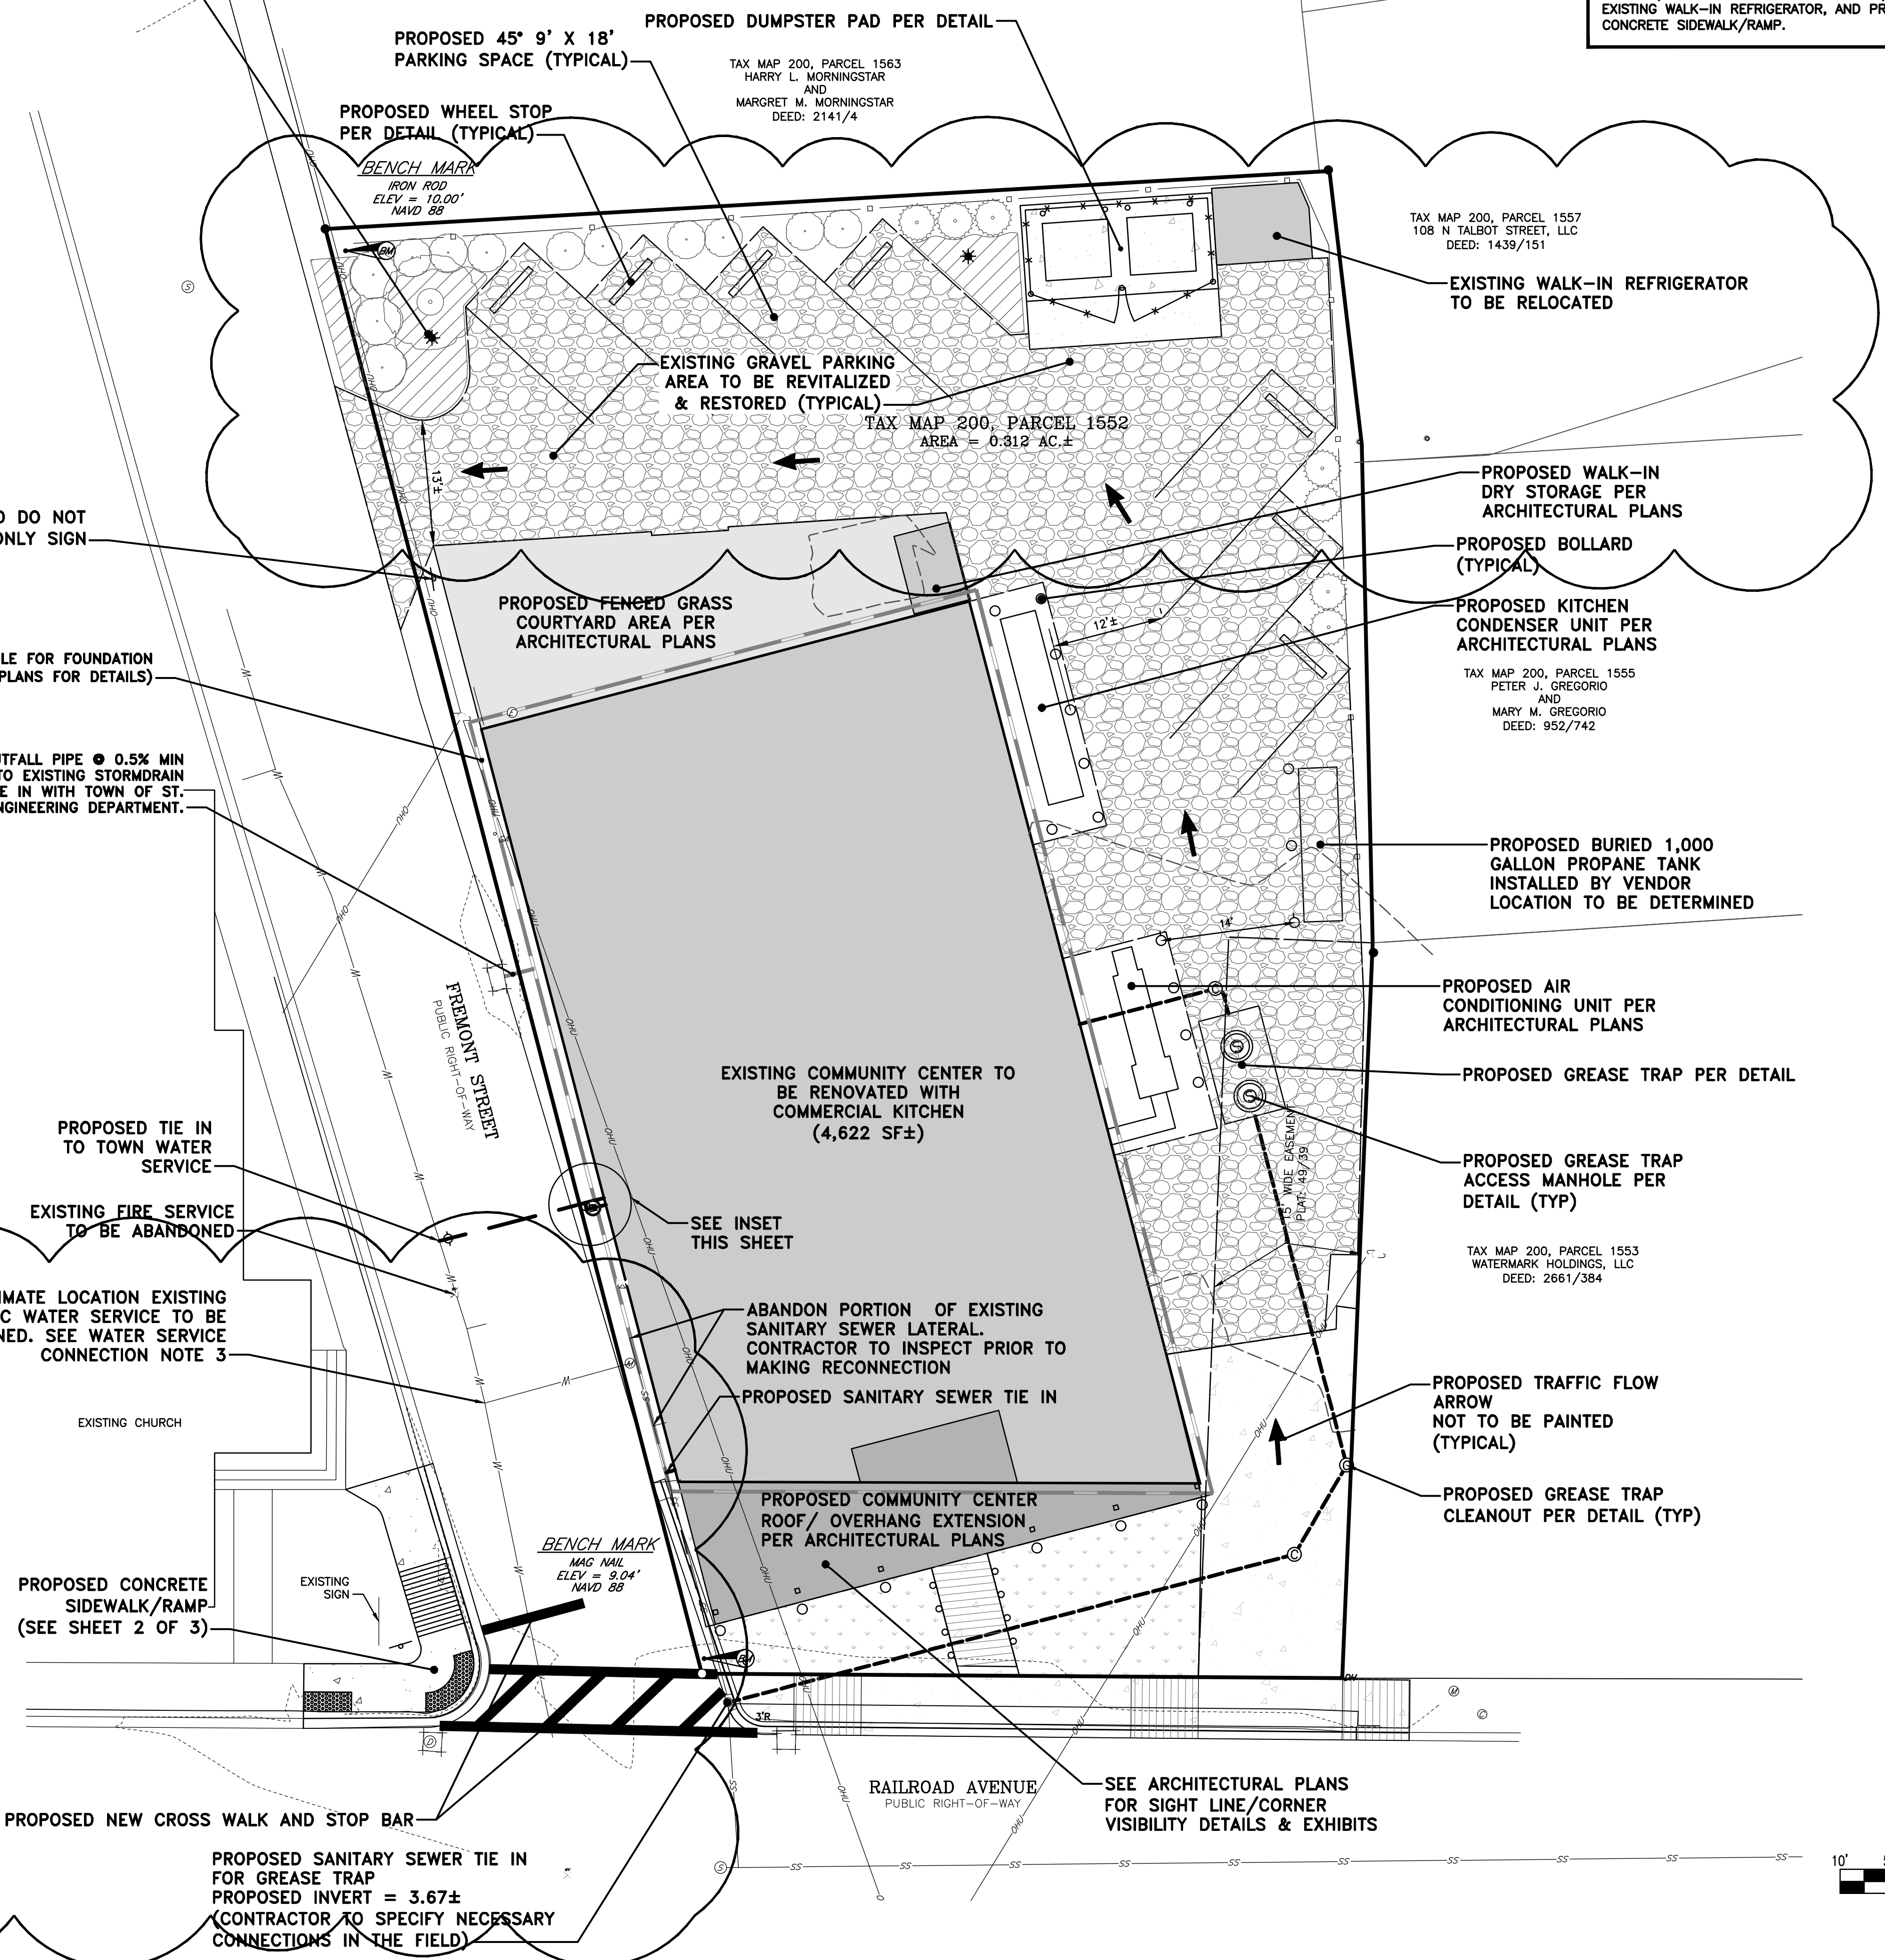 EXISTING WALK-IN REFRIGERATOR, AND PR
CONCRETE SIDEWALK/RAMP.
PROPOSED DUMPSTER PAD PER DETAIL
PROPOSED 45° 9' X 18'
PARKING SPACE (TYPICAL)
TAX MAP 200, PARCEL 1563
HARRY L. MORNINGSTAR
AND
MARGRET M. MORNINGSTAR
DEED: 2141/4
PROPOSED WHEEL STOP
PER DETAIL (TYPICAL)
BENCH MARK
IRON ROD
ELEV = 10.00'
NAVD 88
BM
TAX MAP 200, PARCEL 1557
108 N TALBOT STREET, LLC
DEED: 1439/151
EXISTING WALK-IN REFRIGERATOR
TO BE RELOCATED
EXISTING GRAVEL PARKING
AREA TO BE REVITALIZED
& RESTORED (TYPICAL)
TAX MAP 200, PARCEL 1552
AREA = 0.312 AC.±
13'±
PROPOSED WALK-IN
DRY STORAGE PER
ARCHITECTURAL PLANS
D DO NOT
ONLY SIGN
PROPOSED BOLLARD
(TYPICAL)
PROPOSED FENCED GRASS
COURTYARD AREA PER
ARCHITECTURAL PLANS
12'±
PROPOSED KITCHEN
CONDENSER UNIT PER
ARCHITECTURAL PLANS
LE FOR FOUNDATION
PLANS FOR DETAILS)
TAX MAP 200, PARCEL 1555
PETER J. GREGORIO
AND
MARY M. GREGORIO
DEED: 952/742
UTFALL PIPE @ 0.5% MIN
TO EXISTING STORMDRAIN
E IN WITH TOWN OF ST.
NGINEERING DEPARTMENT.
PROPOSED BURIED 1,000
GALLON PROPANE TANK
INSTALLED BY VENDOR
LOCATION TO BE DETERMINED
14'
FREMONT STREET
PUBLIC RIGHT-OF-WAY
PROPOSED AIR
CONDITIONING UNIT PER
ARCHITECTURAL PLANS
EXISTING COMMUNITY CENTER TO
BE RENOVATED WITH
COMMERCIAL KITCHEN
(4,622 SF±)
PROPOSED GREASE TRAP PER DETAIL
PROPOSED TIE IN
TO TOWN WATER
SERVICE
15' WIDE EASEMENT
PLAT: 49/39
PROPOSED GREASE TRAP
ACCESS MANHOLE PER
DETAIL (TYP)
EXISTING FIRE SERVICE
TO BE ABANDONED
SEE INSET
THIS SHEET
TAX MAP 200, PARCEL 1553
WATERMARK HOLDINGS, LLC
DEED: 2661/384
IMATE LOCATION EXISTING
IC WATER SERVICE TO BE
NED. SEE WATER SERVICE
CONNECTION NOTE 3
ABANDON PORTION OF EXISTING
SANITARY SEWER LATERAL.
CONTRACTOR TO INSPECT PRIOR TO
MAKING RECONNECTION
PROPOSED SANITARY SEWER TIE IN
PROPOSED TRAFFIC FLOW
ARROW
NOT TO BE PAINTED
(TYPICAL)
EXISTING CHURCH
PROPOSED COMMUNITY CENTER
ROOF/ OVERHANG EXTENSION
PER ARCHITECTURAL PLANS
PROPOSED GREASE TRAP
CLEANOUT PER DETAIL (TYP)
BENCH MARK
MAG NAIL
ELEV = 9.04'
NAVD 88
BM
PROPOSED CONCRETE
SIDEWALK/RAMP
(SEE SHEET 2 OF 3)
EXISTING
SIGN
3'R
DH
RAILROAD AVENUE
PUBLIC RIGHT-OF-WAY
SEE ARCHITECTURAL PLANS
FOR SIGHT LINE/CORNER
VISIBILITY DETAILS & EXHIBITS
PROPOSED NEW CROSS WALK AND STOP BAR
PROPOSED SANITARY SEWER TIE IN
FOR GREASE TRAP
PROPOSED INVERT = 3.67±
(CONTRACTOR TO SPECIFY NECESSARY
CONNECTIONS IN THE FIELD)
10'